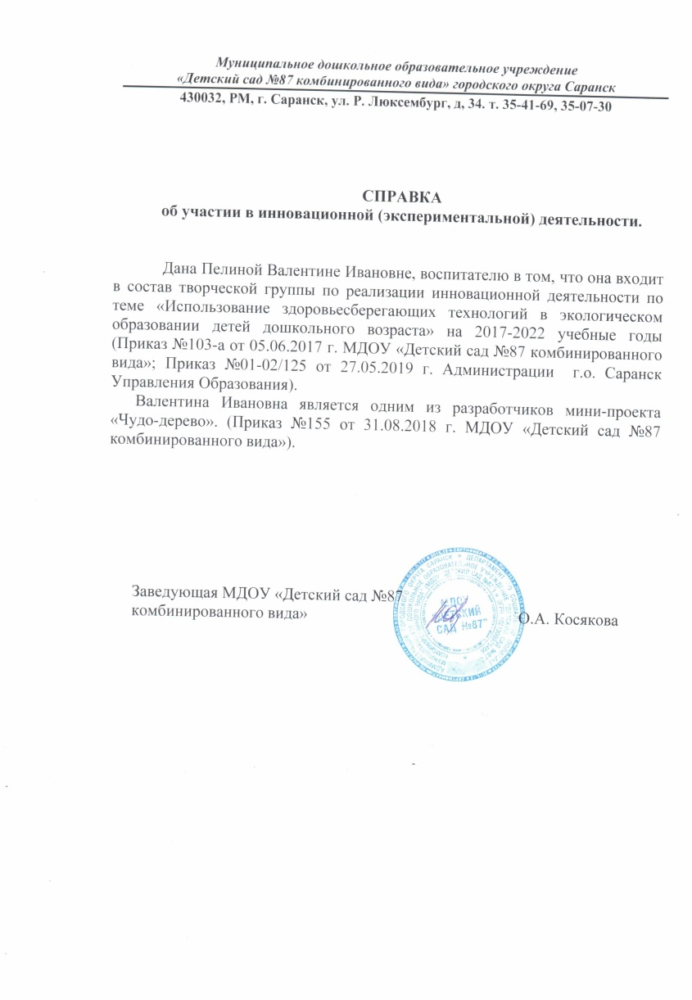 Муниципальное дошкольное образовательное учреждение
«Детский сад №87 комбинированного вида» городского округа Саранск
430032, РМ, г. Саранск, ул. Р. Люксембург, д, 34. т. 35-41-69, 35-07-30
СПРАВКА
об участии в инновационной (экспериментальной) деятельности.
Дана Пелиной Валентине Ивановне, воспитателю в том, что она входит
в состав творческой группы по реализации инновационной деятельности по
теме «Использование здоровьесберегающих технологий в экологическом
образовании детей дошкольного возраста» на 2017-2022 учебные годы
(Приказ №103-а от 05.06.2017 г. МДОУ «Детский сад №87 комбинированного
вида»; Приказ №01-02/125 от 27.05.2019 г. Администрации г.о. Саранск
Управления Образования).
Валентина Ивановна является одним из разработчиков мини-проекта
«Чудо-дерево». (Приказ №155 от 31.08.2018 г. МДОУ «Детский сад №87
комбинированного вида»).
Заведующая МДОУ «Детский сад №87
комбинированного вида»
О.А. Косякова
МДОУ
"ДЕТСКИЙ
САД №87"